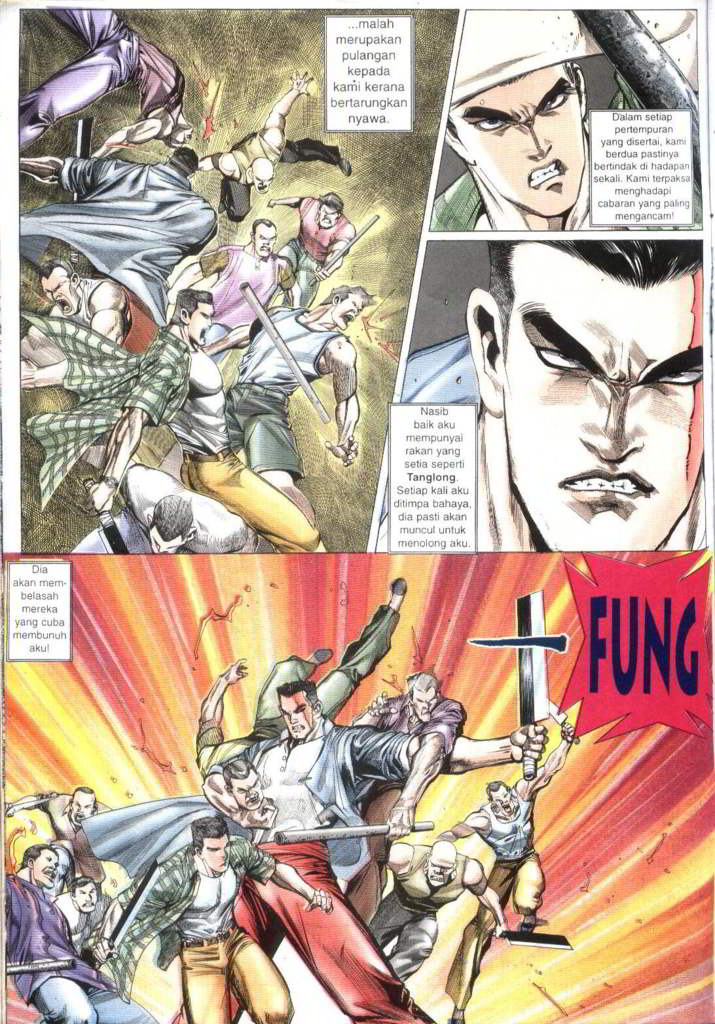 ...malah
merupakan
pulangan
kepada
kami kerana
bertarungkan
nyawa.
Dalam setiap
pertempuran
yang disertai, kami
berdua pastinya
bertindak di hadapan
sekali. Kami terpaksa
menghadapi
cabaran yang paling
mengancam!
Nasib
baik aku
mempunyai
rakan yang
setia seperti
Tanglong.
Setiap kali aku
ditimpa bahaya,
dia pasti akan
muncul untuk
menolong aku.
Dia
akan mem-
belasah
mereka
yang cuba
membunuh
aku!
FUNG